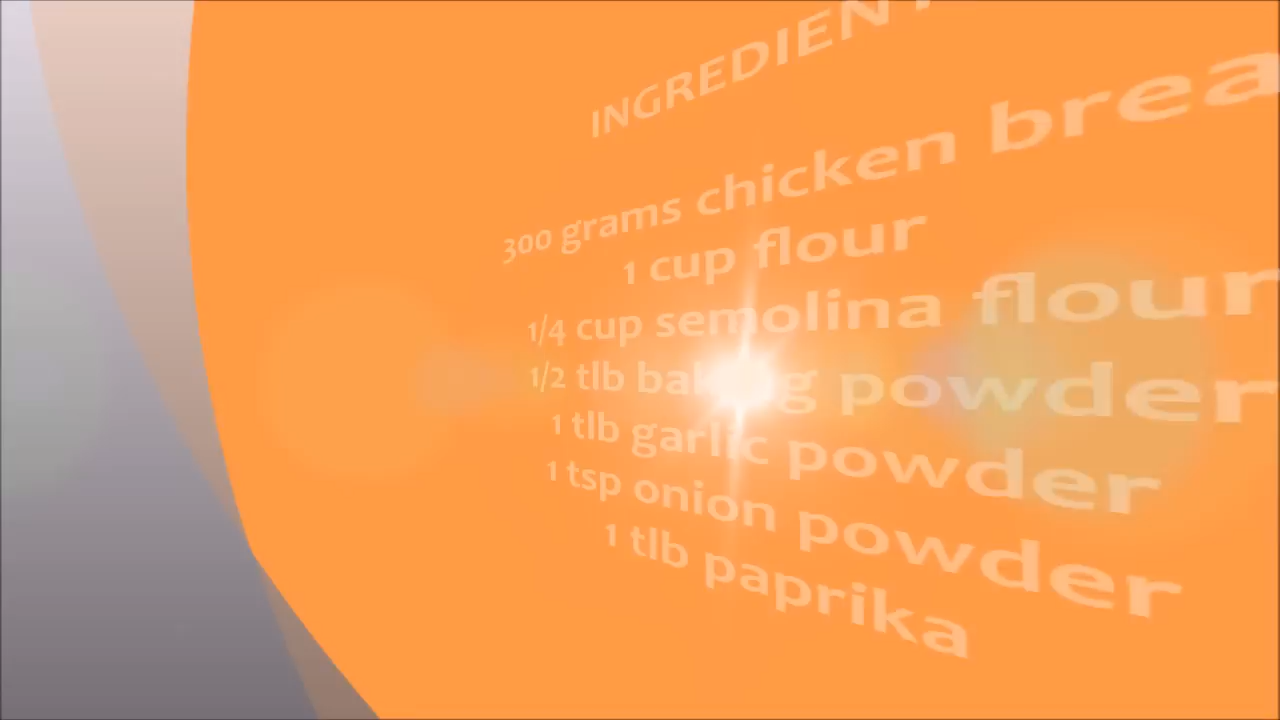 INGREDIEN
300 grams chicken brea
1 cup flour
1/4 cup semolina flour
1/2 tlb baking powder
1 tlb garlic powder
1 tsp onion powder
1 tlb paprika